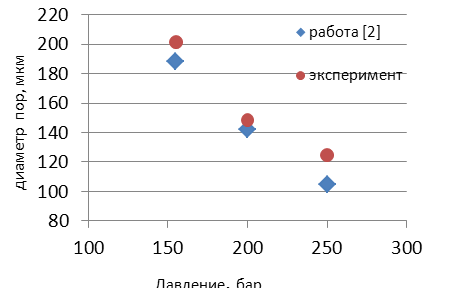 220
200
180
160
140
120
100
80
диаметр пор, мкм
работа [2]
эксперимент
100 150 200 250 300
Давление, бар